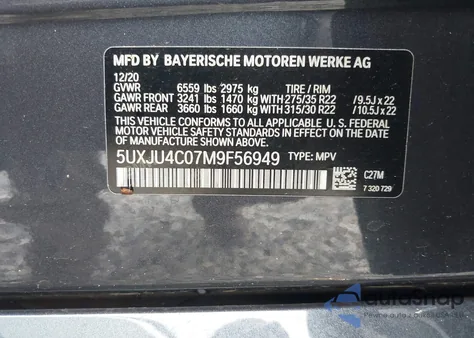 MFD BY BAYERISCHE MOTOREN WERKE AG
12/20
GVWR 6559 lbs 2975 kg TIRE / RIM
GAWR FRONT 3241 lbs 1470 kg WITH 275/35 R22 / 9.5J x 22
GAWR REAR 3660 lbs 1660 kg WITH 315/30 R22 / 10.5J x 22
THIS VEHICLE CONFORMS TO ALL APPLICABLE
U.S. FEDERAL MOTOR VEHICLE SAFETY STANDARDS
IN EFFECT ON THE DATE OF MANUFACTURE SHOWN ABOVE
5UXJU4C07M9F56949 TYPE: MPV
C27M
7 320 729
AutoSnap